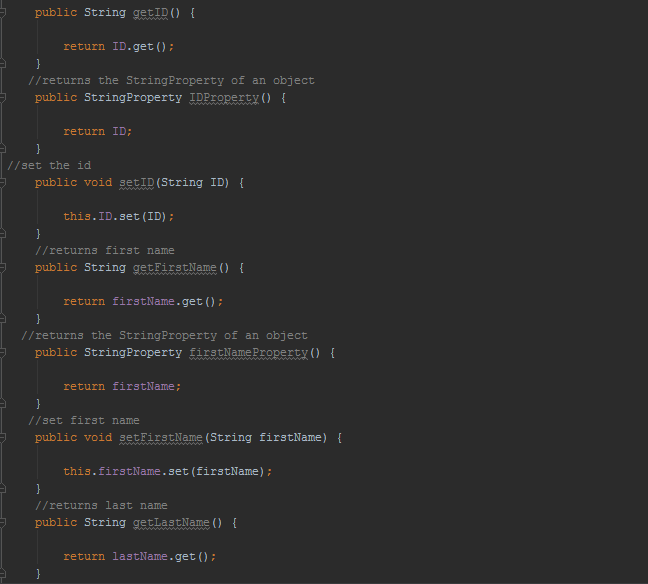 public String getID() {
return ID.get();
}
//returns the StringProperty of an object
public StringProperty IDProperty() {
return ID;
}
//set the id
public void setID(String ID) {
this.ID.set(ID);
}
//returns first name
public String getFirstName() {
return firstName.get();
}
//returns the StringProperty of an object
public StringProperty firstNameProperty() {
return firstName;
}
//set first name
public void setFirstName(String firstName) {
this.firstName.set(firstName);
}
//returns last name
public String getLastName() {
return lastName.get();
}